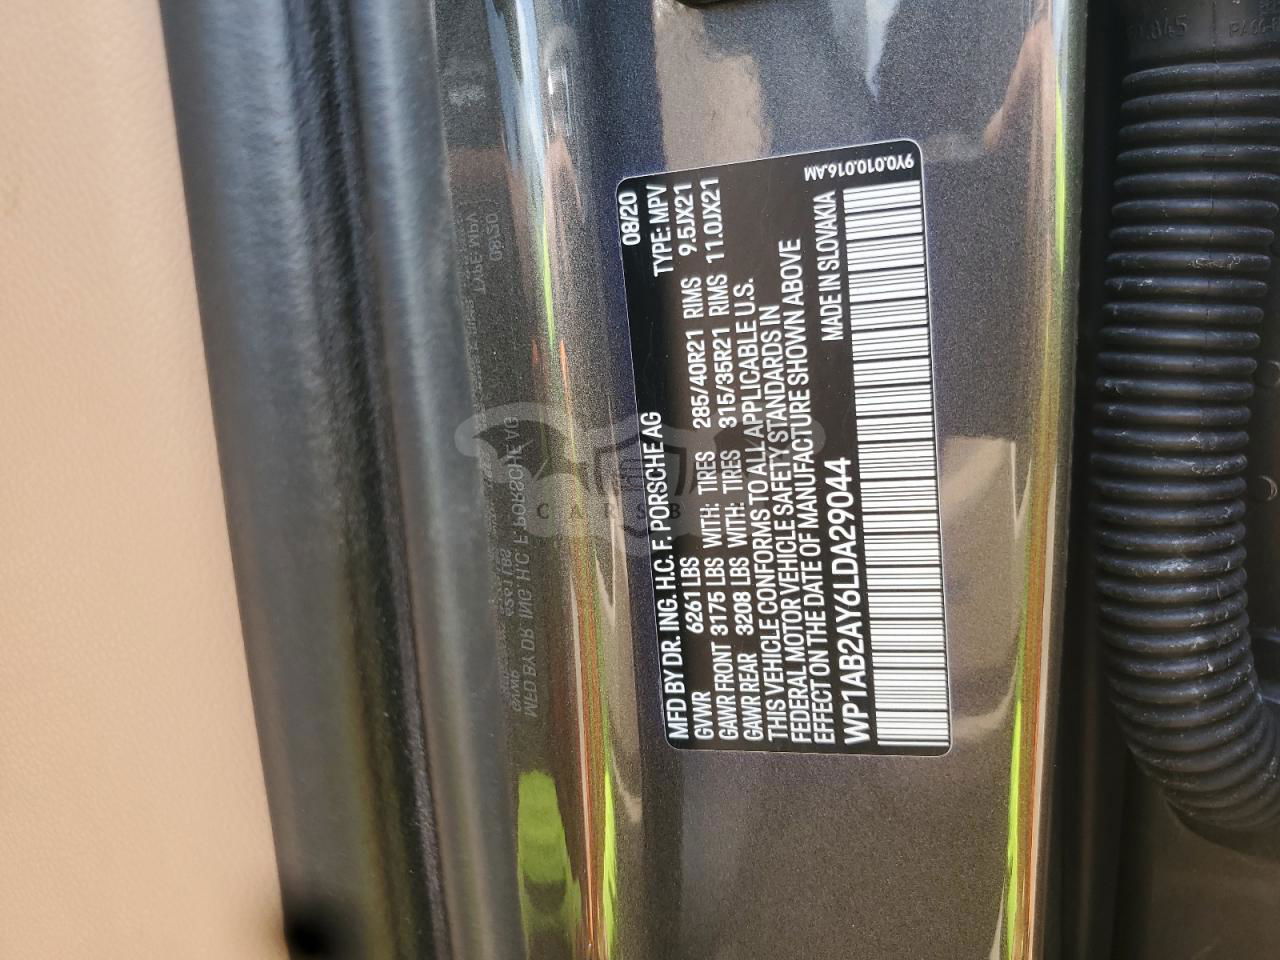 MFD BY DR. ING. H.C. F. PORSCHE AG 08/20
GVWR 6261 LBS TYPE: MPV
GAWR FRONT 3175 LBS WITH: TIRES 285/40R21 RIMS 9.5JX21
GAWR REAR 3208 LBS WITH: TIRES 315/35R21 RIMS 11.0JX21
THIS VEHICLE CONFORMS TO ALL APPLICABLE U.S.
FEDERAL MOTOR VEHICLE SAFETY STANDARDS IN
EFFECT ON THE DATE OF MANUFACTURE SHOWN ABOVE
WP1AB2AY6LDA29044 MADE IN SLOVAKIA
9Y0.010.016.AM
CARSB